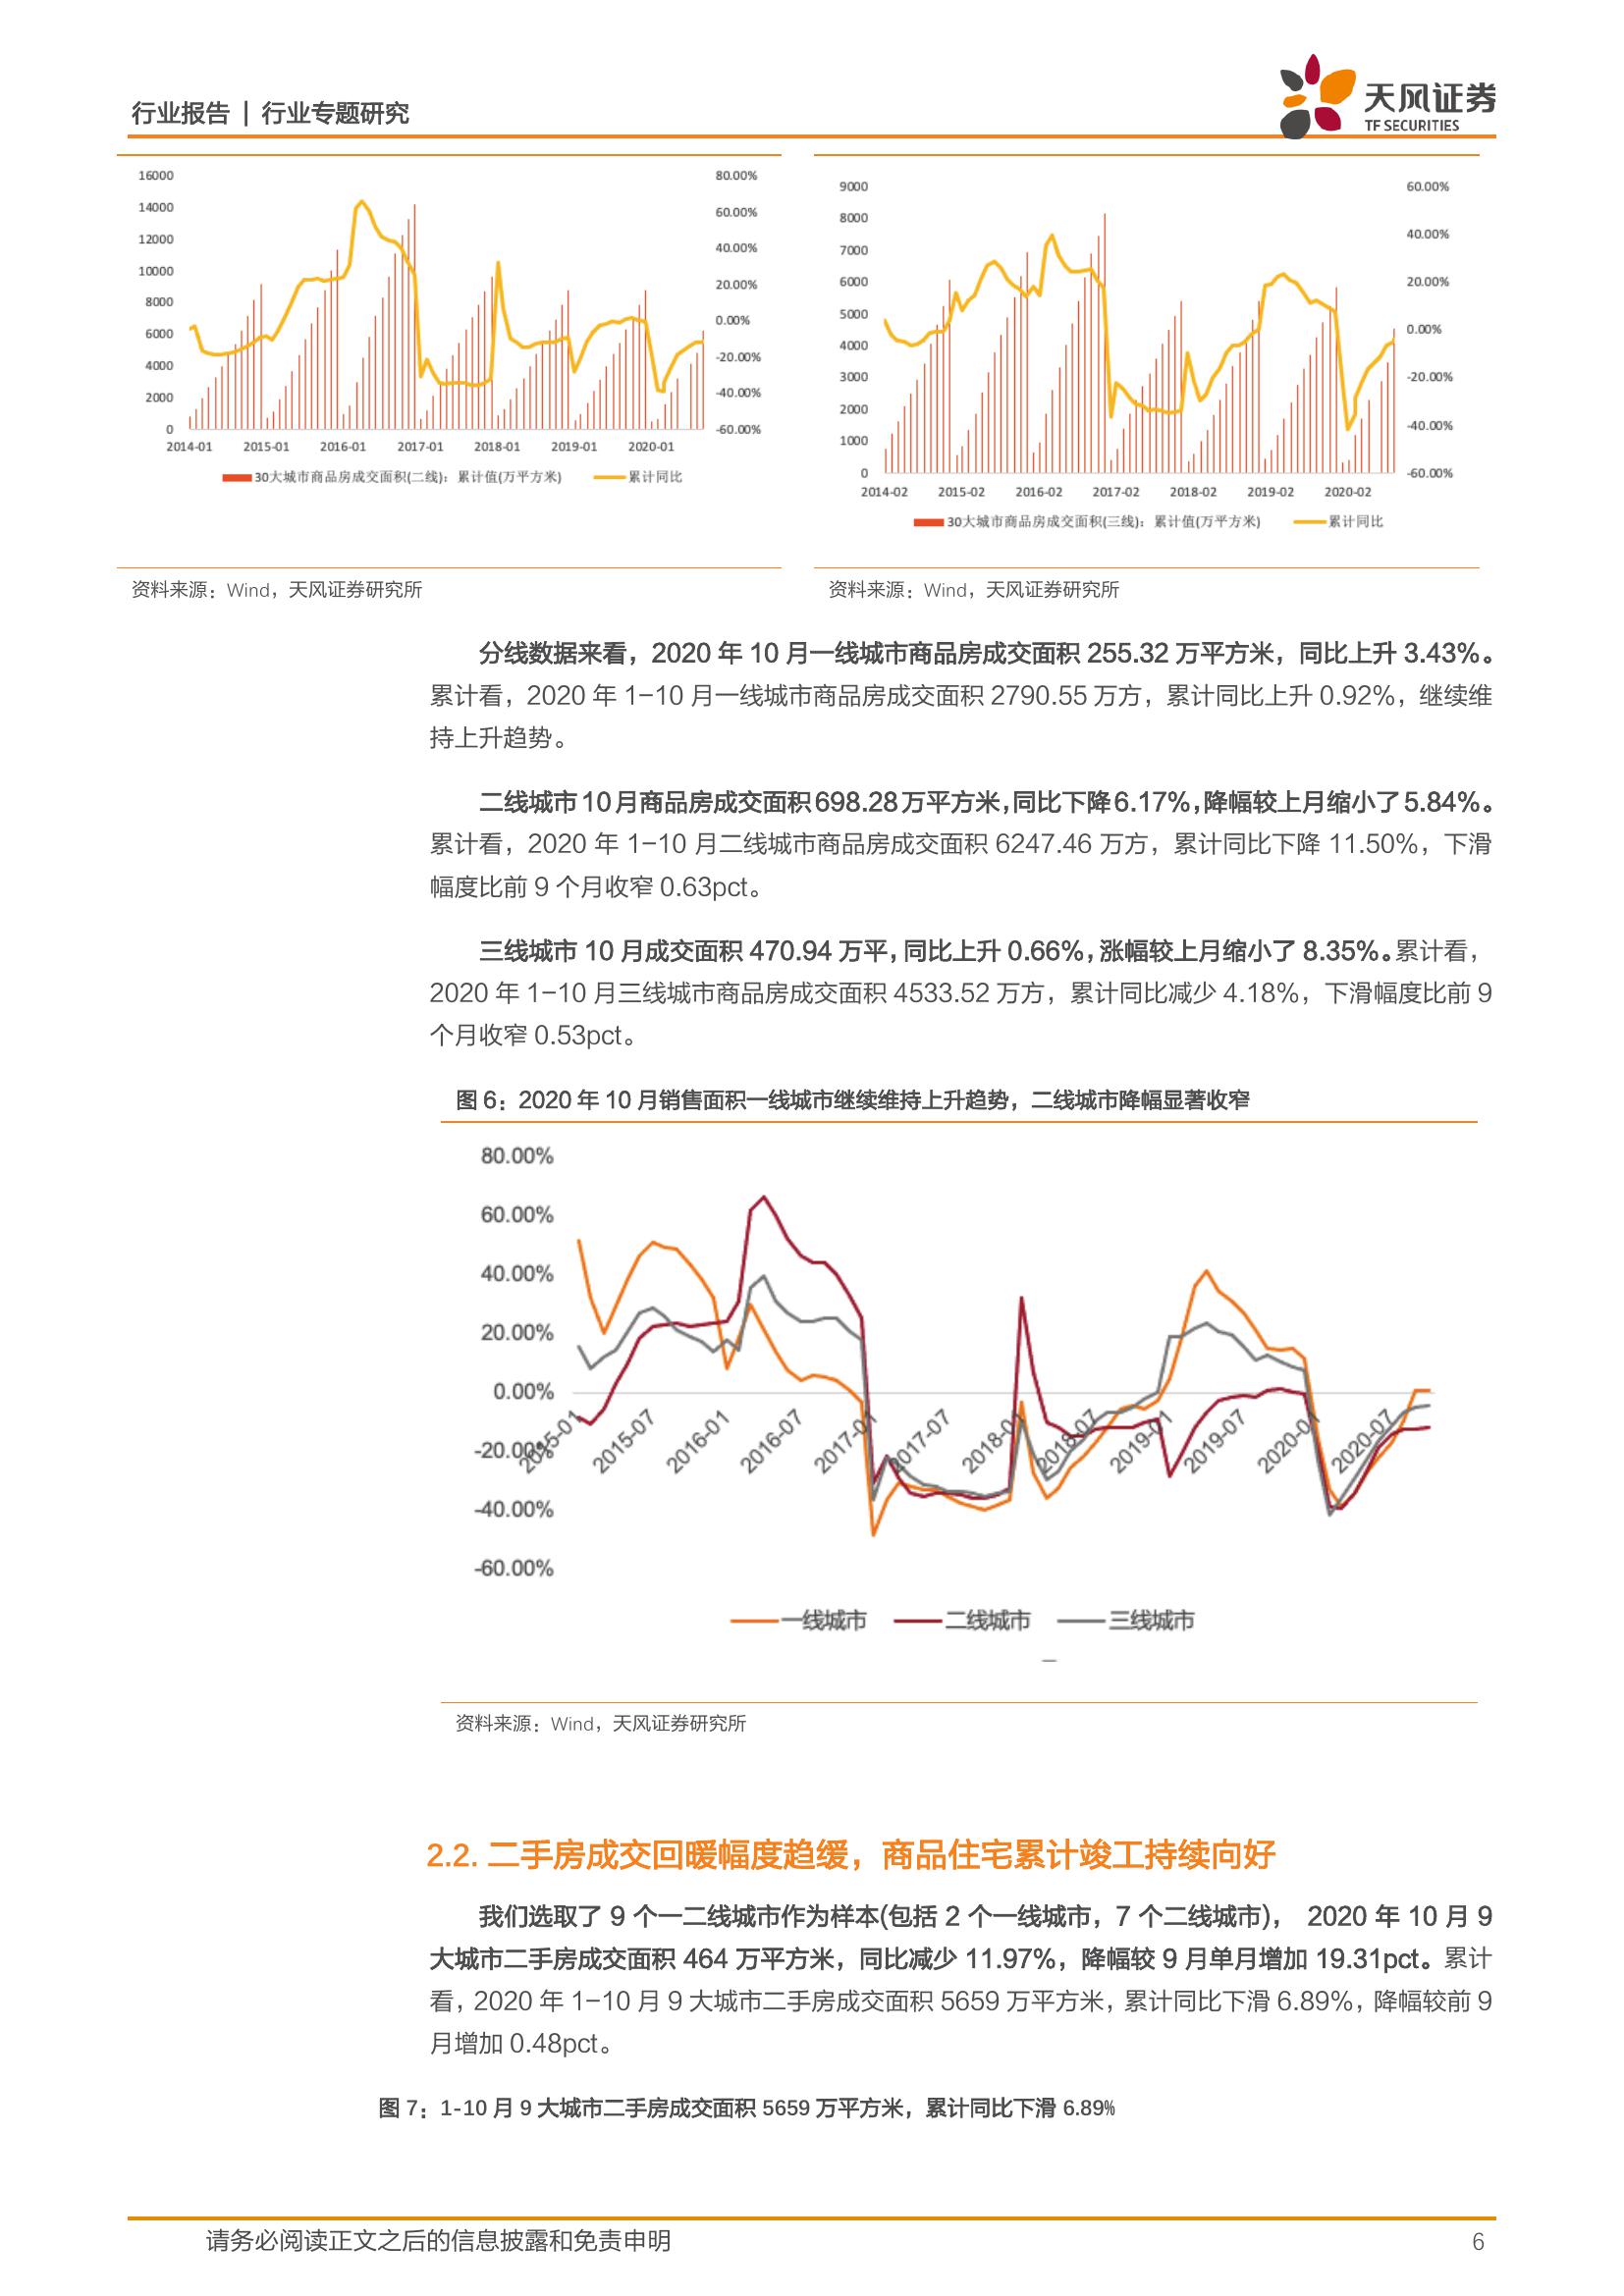 行业报告 | 行业专题研究
天风证券
TF SECURITIES
16000
14000
12000
10000
8000
6000
4000
2000
0
80.00%
60.00%
40.00%
20.00%
0.00%
-20.00%
-40.00%
-60.00%
2014-01 2015-01 2016-01 2017-01 2018-01 2019-01 2020-01
30大城市商品房成交面积(二线)：累计值(万平方米) 累计同比
9000
8000
7000
6000
5000
4000
3000
2000
1000
0
60.00%
40.00%
20.00%
0.00%
-20.00%
-40.00%
-60.00%
2014-02 2015-02 2016-02 2017-02 2018-02 2019-02 2020-02
30大城市商品房成交面积(三线)：累计值(万平方米) 累计同比
资料来源：Wind，天风证券研究所
资料来源：Wind，天风证券研究所
分线数据来看，2020 年 10 月一线城市商品房成交面积 255.32 万平方米，同比上升 3.43%。
累计看，2020 年 1-10 月一线城市商品房成交面积 2790.55 万方，累计同比上升 0.92%，继续维
持上升趋势。
二线城市 10 月商品房成交面积 698.28 万平方米，同比下降 6.17%，降幅较上月缩小了 5.84%。
累计看，2020 年 1-10 月二线城市商品房成交面积 6247.46 万方，累计同比下降 11.50%，下滑
幅度比前 9 个月收窄 0.63pct。
三线城市 10 月成交面积 470.94 万平，同比上升 0.66%，涨幅较上月缩小了 8.35%。累计看，
2020 年 1-10 月三线城市商品房成交面积 4533.52 万方，累计同比减少 4.18%，下滑幅度比前 9
个月收窄 0.53pct。
图 6：2020 年 10 月销售面积一线城市继续维持上升趋势，二线城市降幅显著收窄
80.00%
60.00%
40.00%
20.00%
0.00%
-20.00%
-40.00%
-60.00%
2015-01 2015-07 2016-01 2016-07 2017-01 2017-07 2018-01 2018-07 2019-01 2019-07 2020-01 2020-07
一线城市 二线城市 三线城市
资料来源：Wind，天风证券研究所
2.2. 二手房成交回暖幅度趋缓，商品住宅累计竣工持续向好
我们选取了 9 个一二线城市作为样本(包括 2 个一线城市，7 个二线城市)， 2020 年 10 月 9
大城市二手房成交面积 464 万平方米，同比减少 11.97%，降幅较 9 月单月增加 19.31pct。累计
看，2020 年 1-10 月 9 大城市二手房成交面积 5659 万平方米，累计同比下滑 6.89%，降幅较前 9
月增加 0.48pct。
图 7：1-10 月 9 大城市二手房成交面积 5659 万平方米，累计同比下滑 6.89%
请务必阅读正文之后的信息披露和免责申明
6